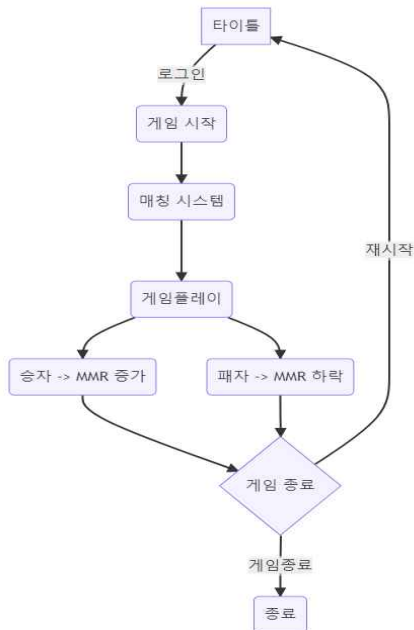 타이틀
로그인
게임 시작
매칭 시스템
재시작
게임플레이
승자 -> MMR 증가
패자 -> MMR 하락
게임 종료
게임종료
종료